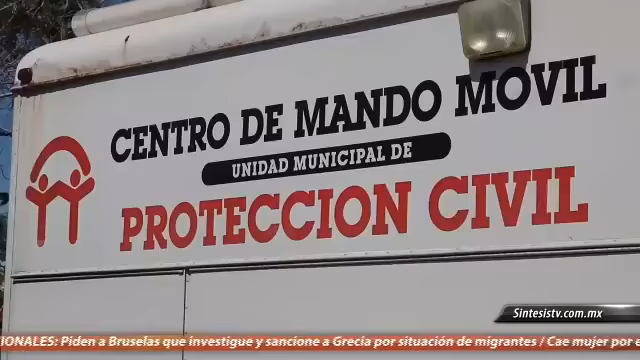 CENTRO DE MANDO MOVIL
UNIDAD MUNICIPAL DE
PROTECCION CIVIL
Sintesistv.com.mx
IONALES: Piden a Bruselas que investigue y sancione a Grecia por situación de migrantes / Cae mujer por e